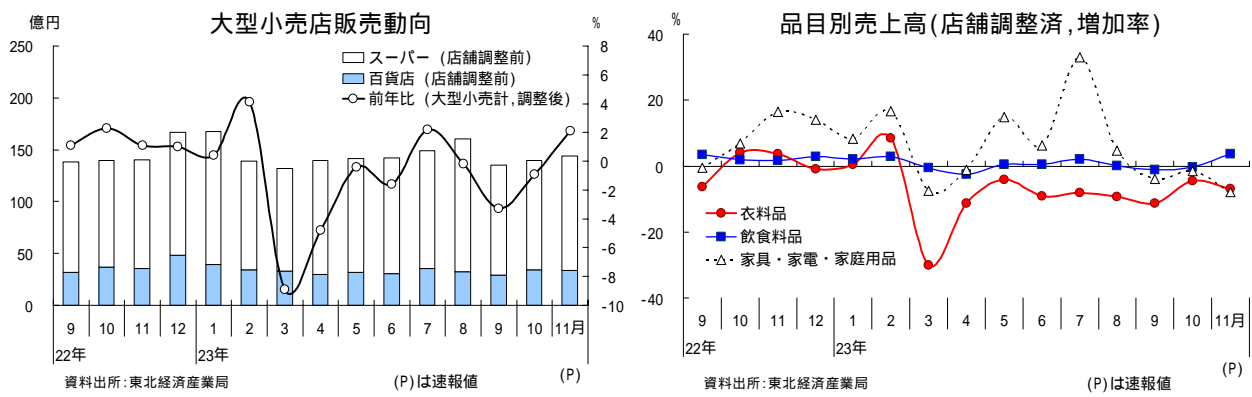 大型小売店販売動向
億円
%
スーパー (店舗調整前)
百貨店 (店舗調整前)
前年比 (大型小売計,調整後)
250
200
150
100
50
0
8
6
4
2
0
-2
-4
-6
-8
-10
9 10 11 12 1 2 3 4 5 6 7 8 9 10 11月
22年 23年
資料出所:東北経済産業局
(P)は速報値
(P)
品目別売上高(店舗調整済,増加率)
%
40
20
0
-20
-40
衣料品
飲食料品
家具・家電・家庭用品
9 10 11 12 1 2 3 4 5 6 7 8 9 10 11月
22年 23年
資料出所:東北経済産業局
(P)は速報値
(P)